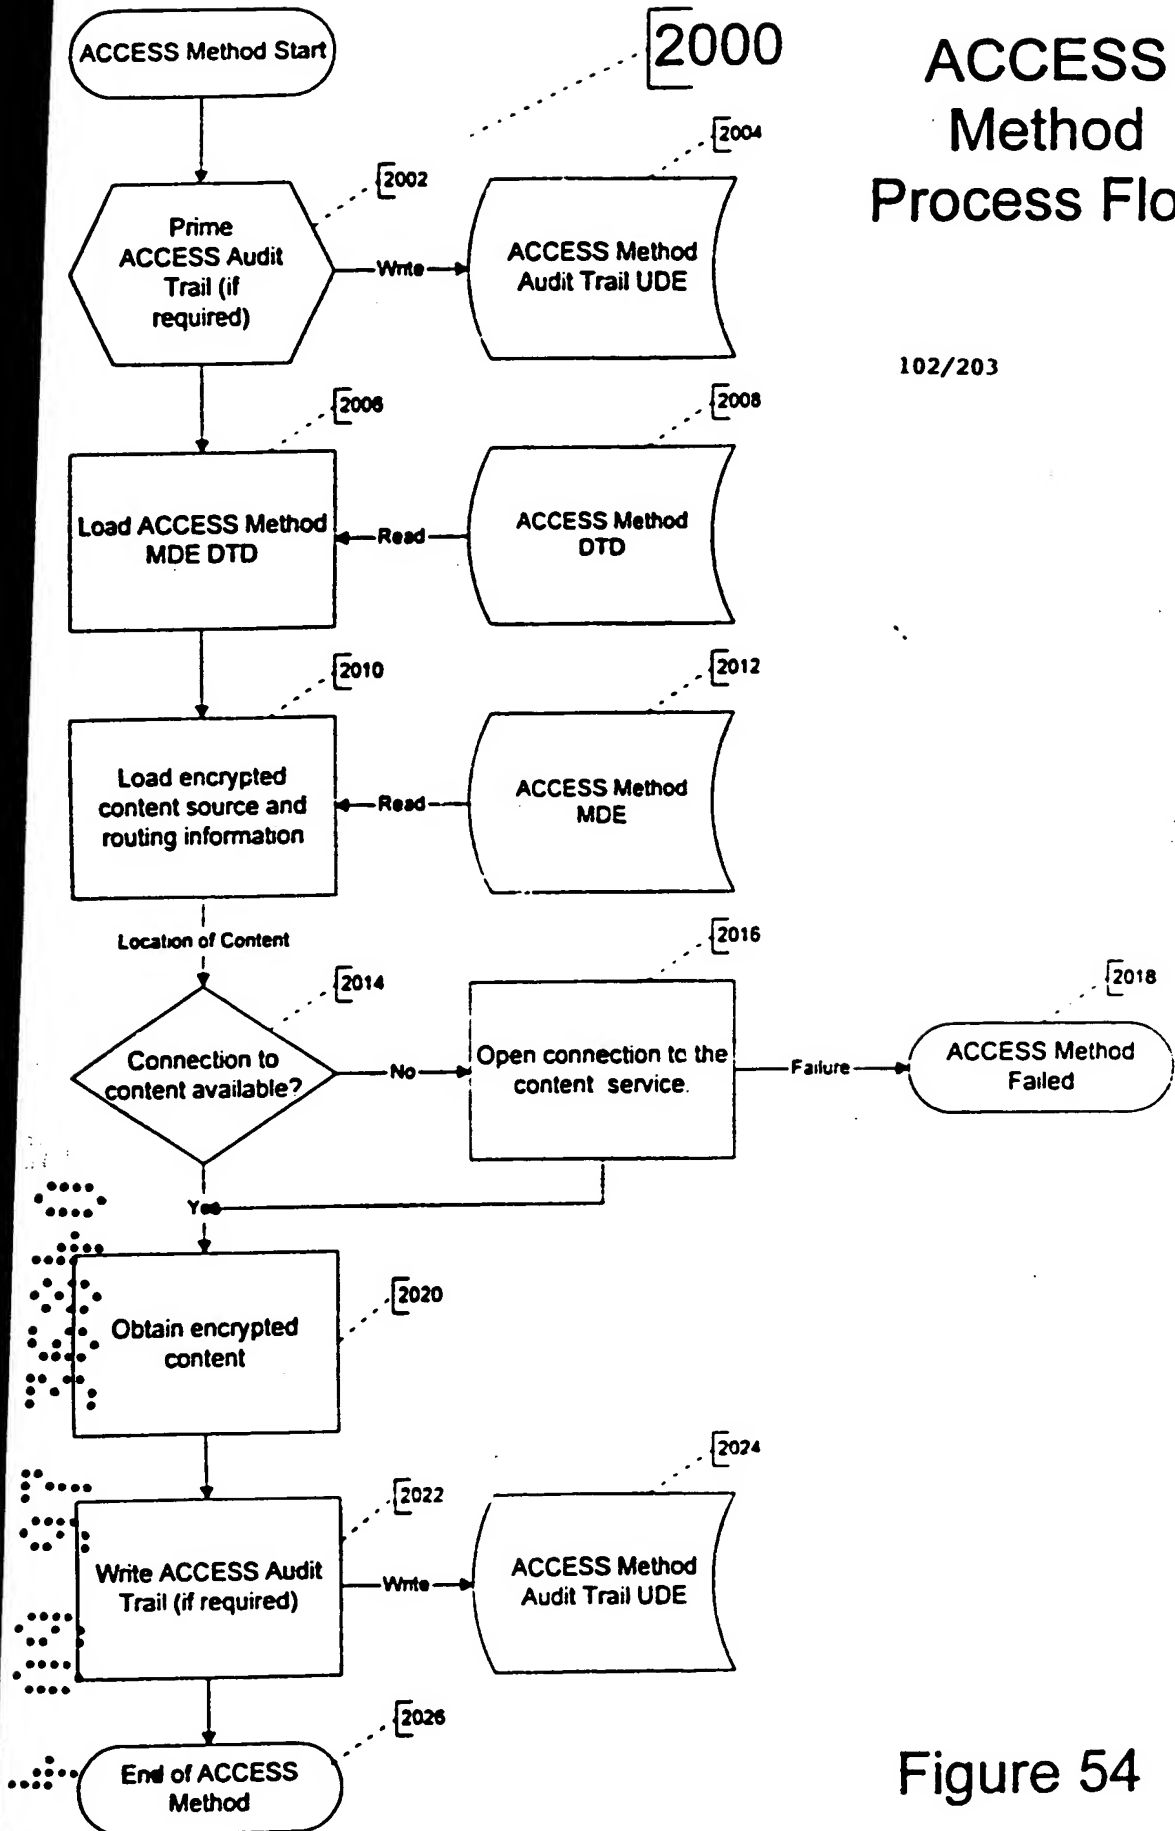 ACCESS Method Start
2000
ACCESS
Method
Process Flo
2004
2002
Prime
ACCESS Audit
Trail (if
required)
Write
ACCESS Method
Audit Trail UDE
102/203
2006
2008
Load ACCESS Method
MDE DTD
Read
ACCESS Method
DTD
2010
2012
Load encrypted
content source and
routing information
Read
ACCESS Method
MDE
Location of Content
2016
2014
2018
Connection to
content available?
No
Open connection to the
content service.
Failure
ACCESS Method
Failed
2020
Obtain encrypted
content
2024
2022
Write ACCESS Audit
Trail (if required)
Write
ACCESS Method
Audit Trail UDE
2026
End of ACCESS
Method
Figure 54